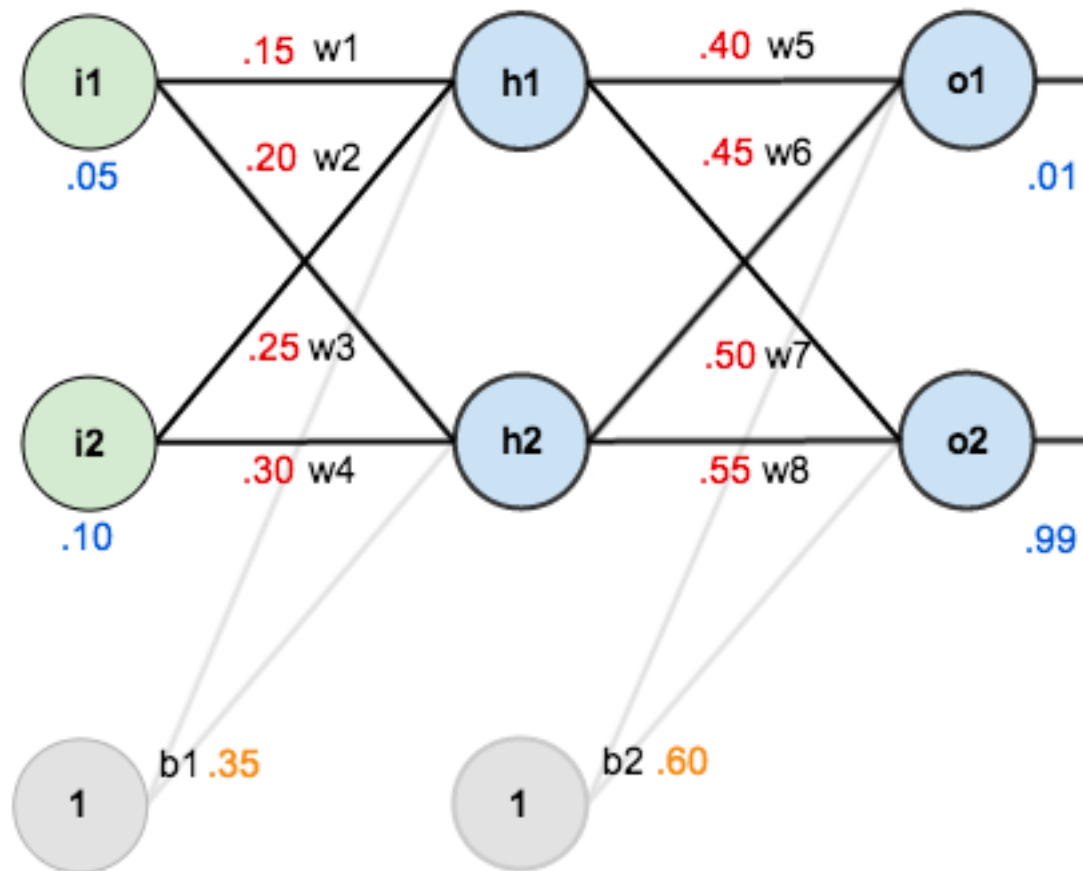 .15 w1
.40 w5
i1
h1
o1
.20 w2
.45 w6
.05
.01
.25 w3
.50 w7
i2
h2
o2
.30 w4
.55 w8
.10
.99
b1 .35
b2 .60
1
1